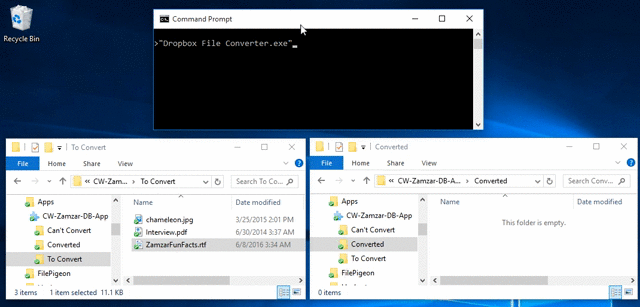 Recycle Bin
Command Prompt
>"Dropbox File Converter.exe"
To Convert
File Home Share View
« CW-Zamz... › To Convert
Search To Co...
Apps
CW-Zamzar-DB-App
Can't Convert
Converted
To Convert
FilePigeon
Name Date modified
chameleon.jpg 3/25/2015 2:01 PM
Interview.pdf 6/30/2014 3:37 AM
ZamzarFunFacts.rtf 6/8/2016 3:34 AM
3 items 1 item selected 11.1 KB
Converted
File Home Share View
« CW-Zamzar-DB-A... › Converted
Search Conv...
Apps
CW-Zamzar-DB-App
Can't Convert
Converted
To Convert
FilePigeon
Name Date modified
This folder is empty.
0 items